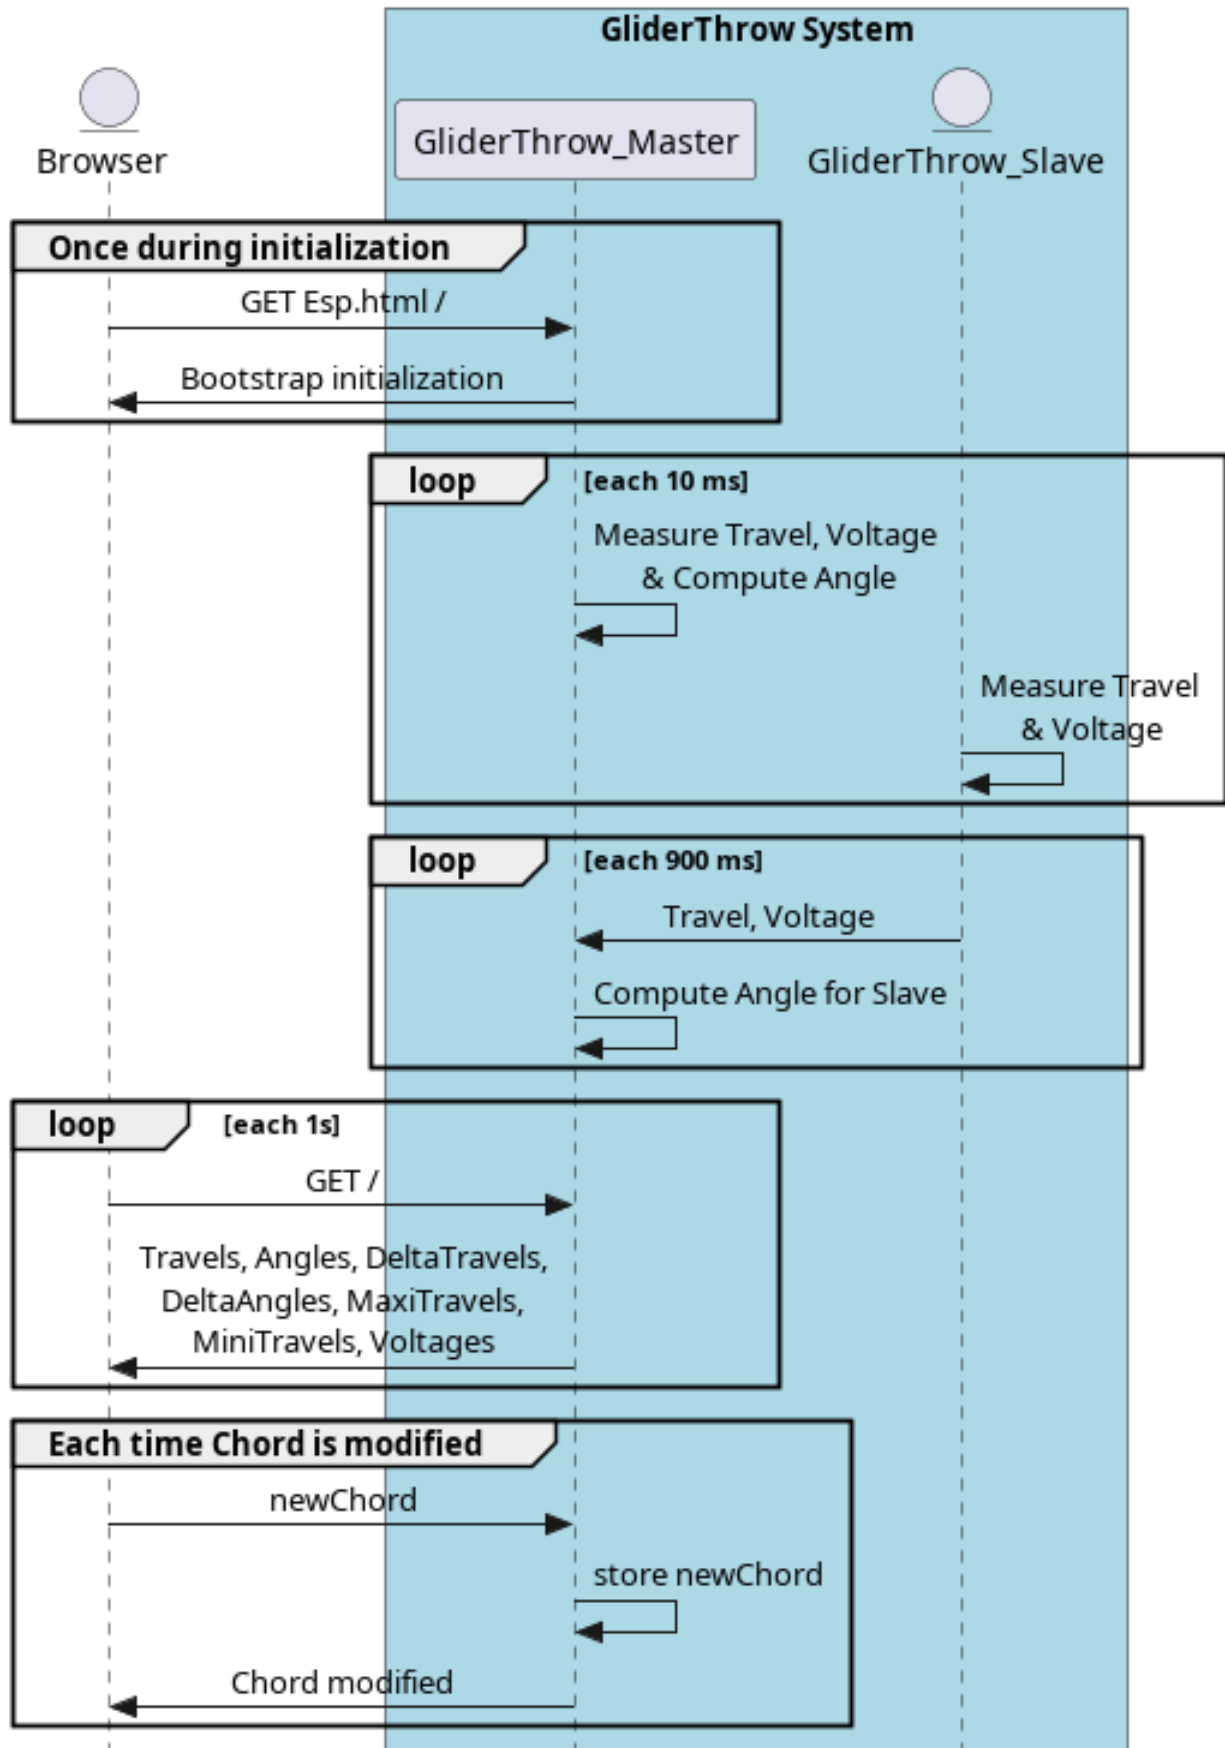 GliderThrow System
Browser
GliderThrow_Master
GliderThrow_Slave
Once during initialization
GET Esp.html /
Bootstrap initialization
loop [each 10 ms]
Measure Travel, Voltage
& Compute Angle
Measure Travel
& Voltage
loop [each 900 ms]
Travel, Voltage
Compute Angle for Slave
loop [each 1s]
GET /
Travels, Angles, DeltaTravels,
DeltaAngles, MaxiTravels,
MiniTravels, Voltages
Each time Chord is modified
newChord
store newChord
Chord modified